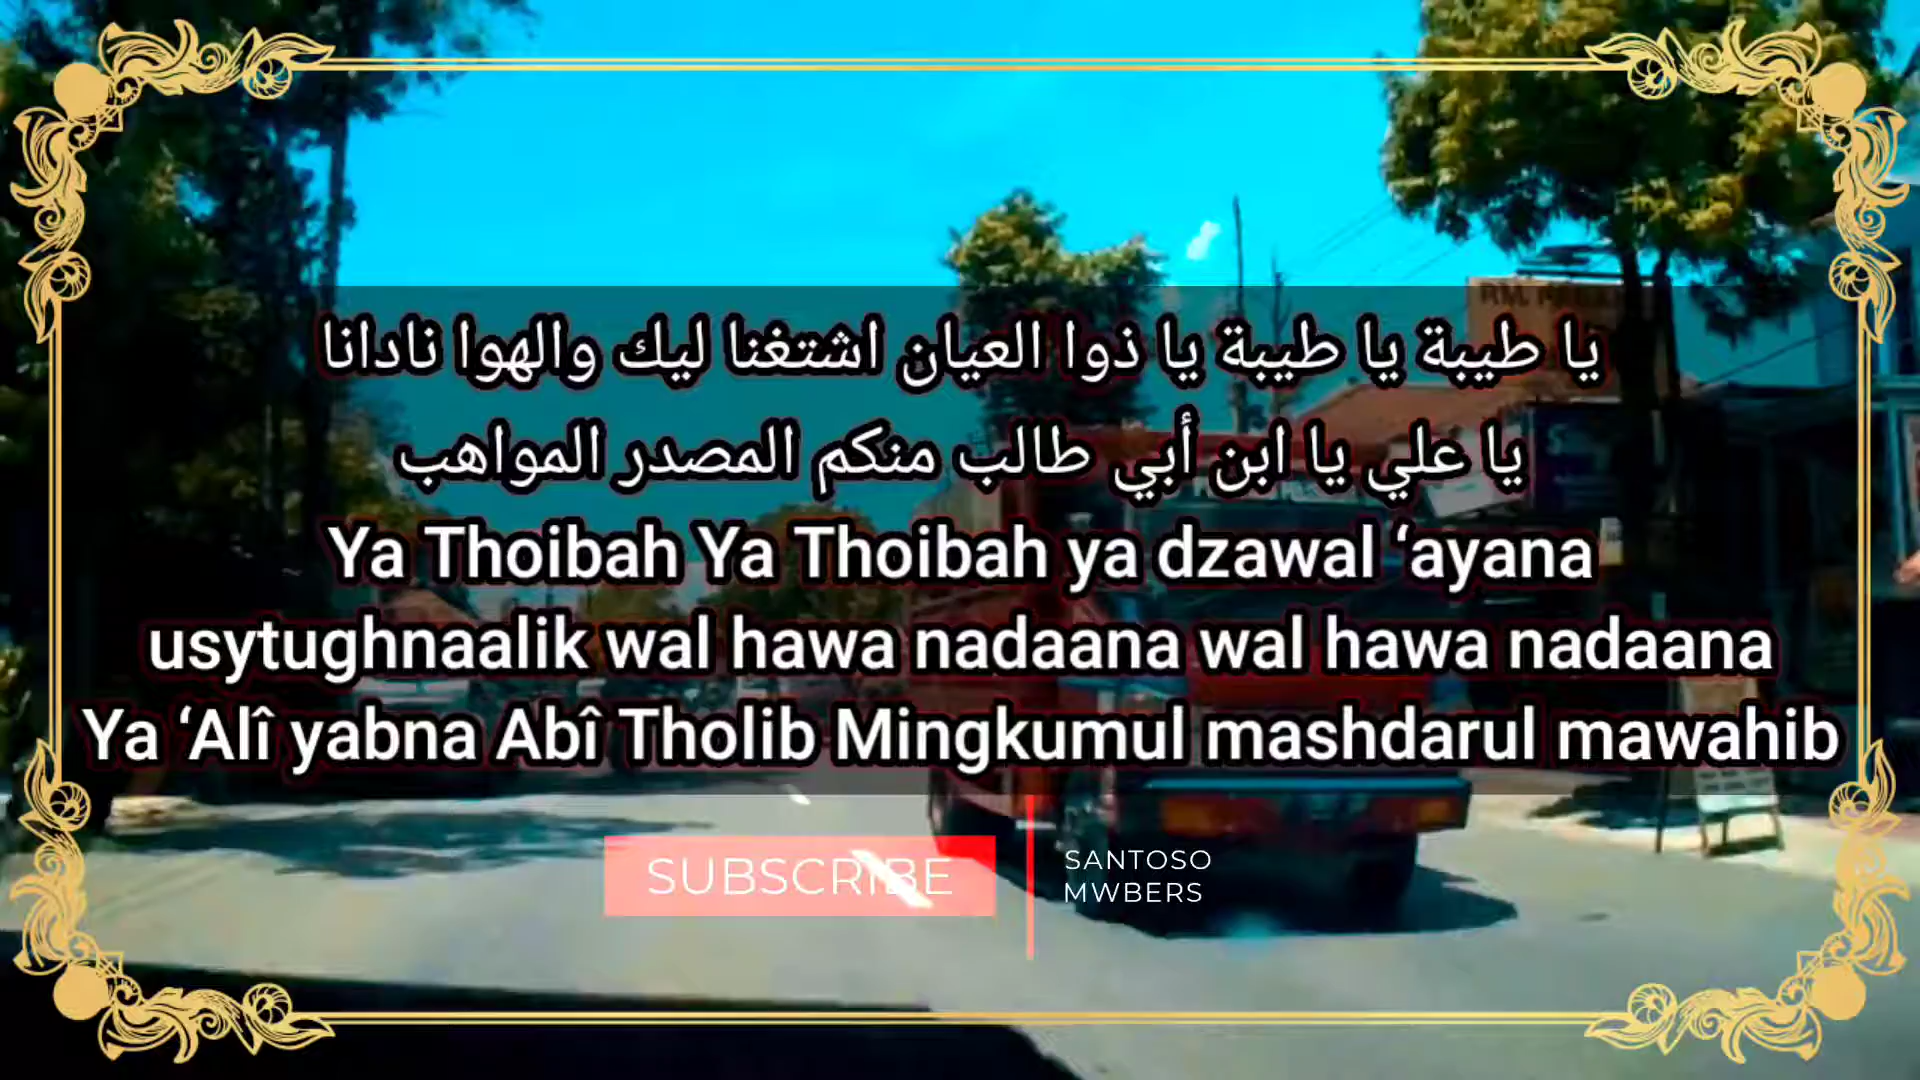 يا طيبة يا طيبة يا ذوا العيان اشتغنا ليك والهوا نادانا
يا علي يا ابن أبي طالب منكم المصدر المواهب
Ya Thoibah Ya Thoibah ya dzawal ‘ayana
usytughnaalik wal hawa nadaana wal hawa nadaana
Ya ‘Alî yabna Abî Tholib Mingkumul mashdarul mawahib
SUBSCRIBE
SANTOSO
MWBERS